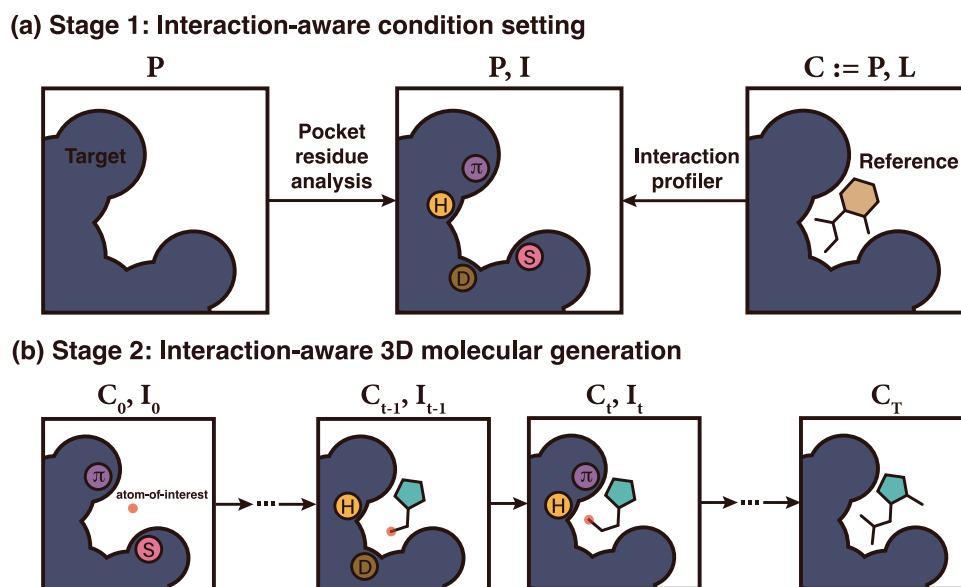 (a) Stage 1: Interaction-aware condition setting
P
P, I
C := P, L
Target
Pocket
residue
analysis
π
H
S
D
Interaction
profiler
Reference
(b) Stage 2: Interaction-aware 3D molecular generation
C₀, I₀
Cₜ₋₁, Iₜ₋₁
Cₜ, Iₜ
C_T
π
atom-of-interest
S
H
D
π
H